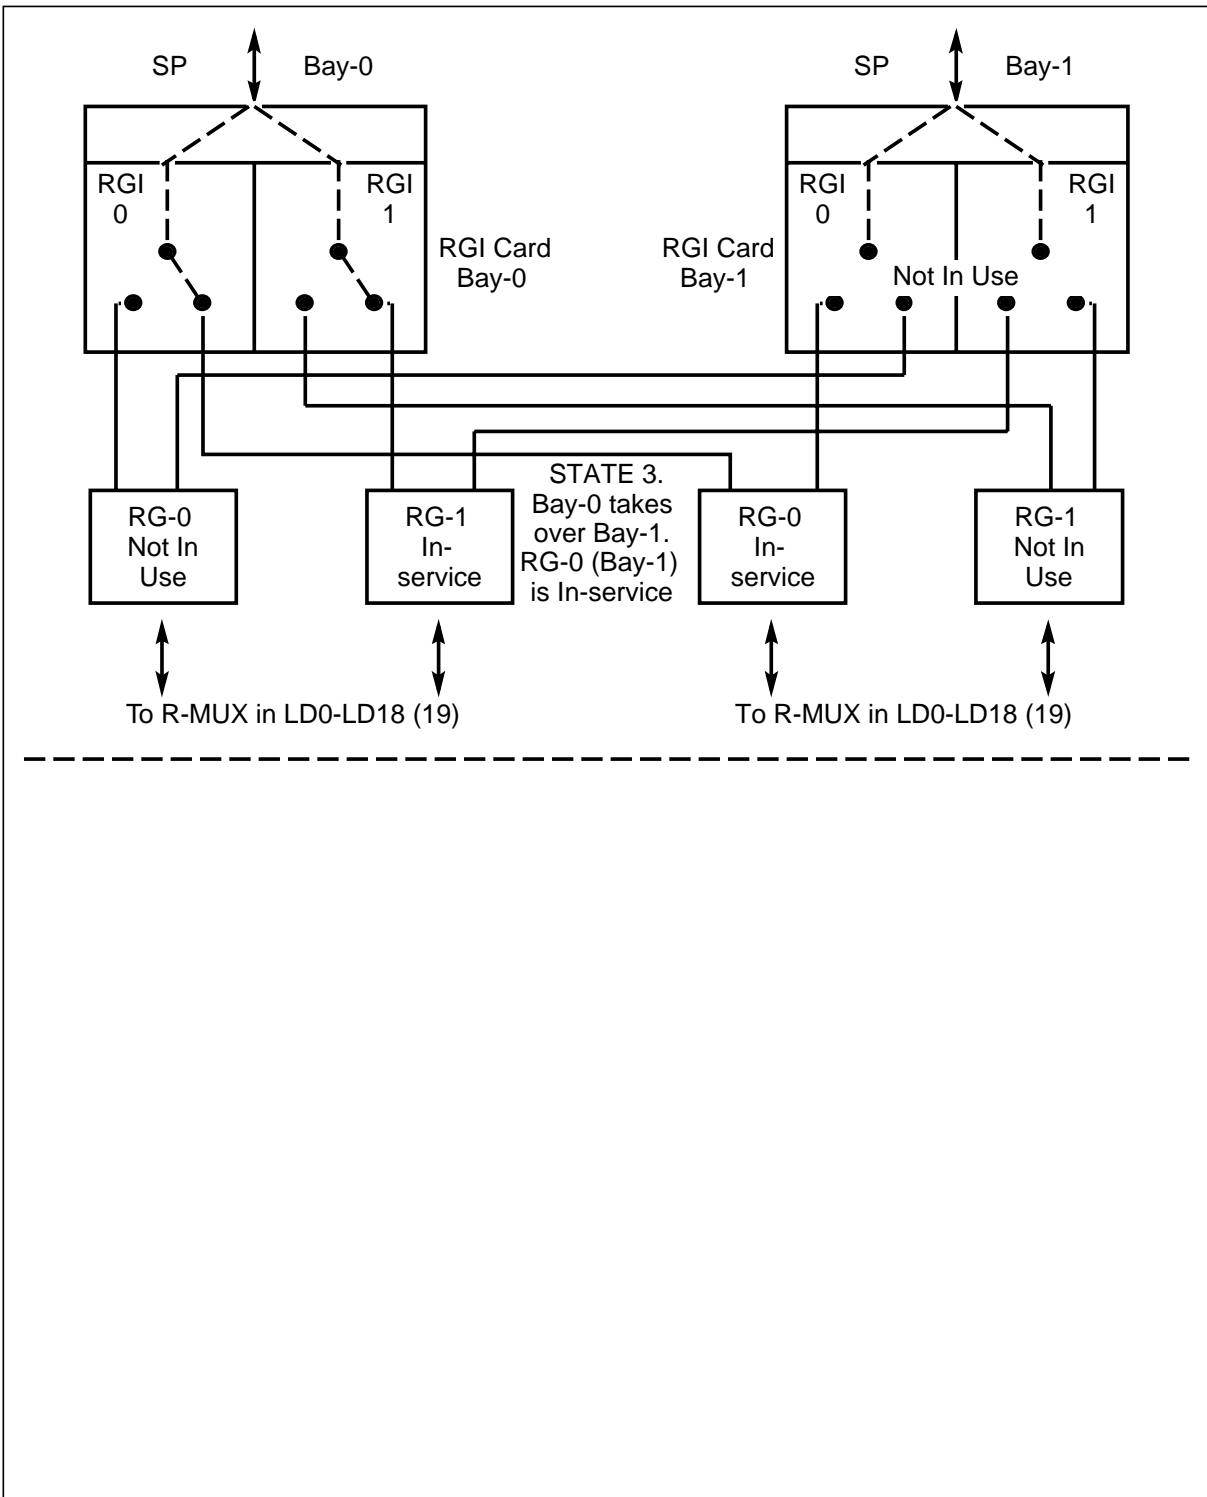 SP
Bay-0
SP
Bay-1
RGI
0
RGI
1
RGI Card
Bay-0
RGI Card
Bay-1
RGI
0
RGI
1
Not In Use
RG-0
Not In
Use
RG-1
In-
service
STATE 3.
Bay-0 takes
over Bay-1.
RG-0 (Bay-1)
is In-service
RG-0
In-
service
RG-1
Not In
Use
To R-MUX in LD0-LD18 (19)
To R-MUX in LD0-LD18 (19)